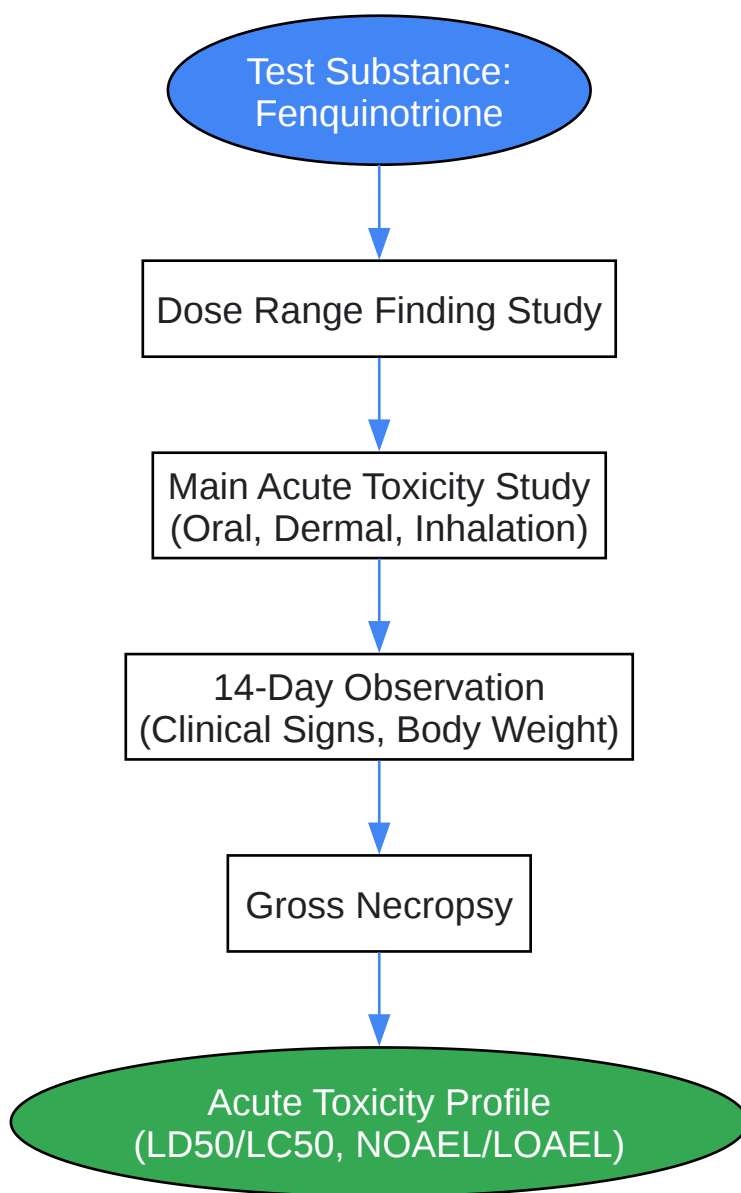 Test Substance:
Fenquinotrione
Dose Range Finding Study
Main Acute Toxicity Study
(Oral, Dermal, Inhalation)
14-Day Observation
(Clinical Signs, Body Weight)
Gross Necropsy
Acute Toxicity Profile
(LD50/LC50, NOAEL/LOAEL)